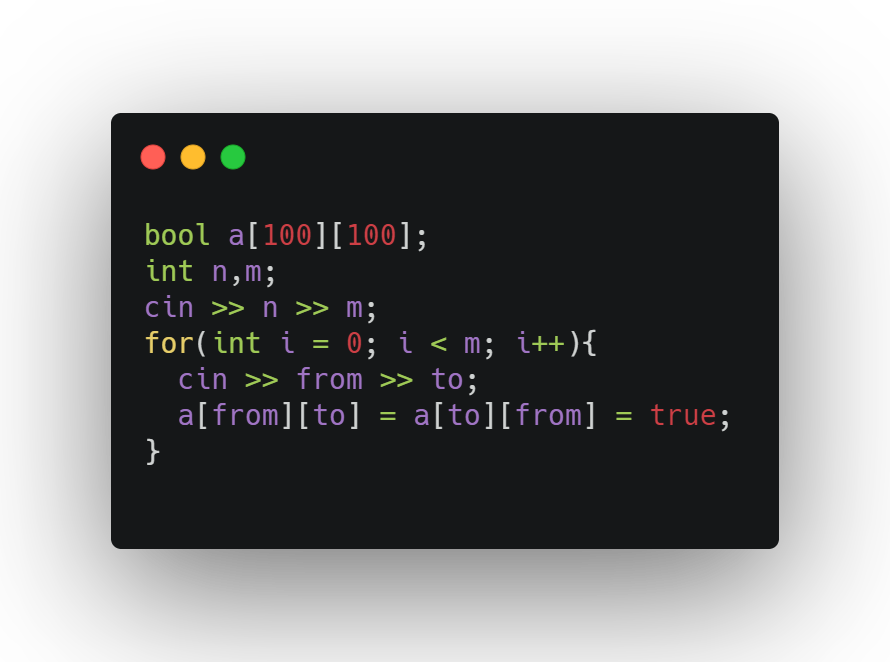 bool a[100][100];
int n,m;
cin >> n >> m;
for(int i = 0; i < m; i++){
  cin >> from >> to;
  a[from][to] = a[to][from] = true;
}